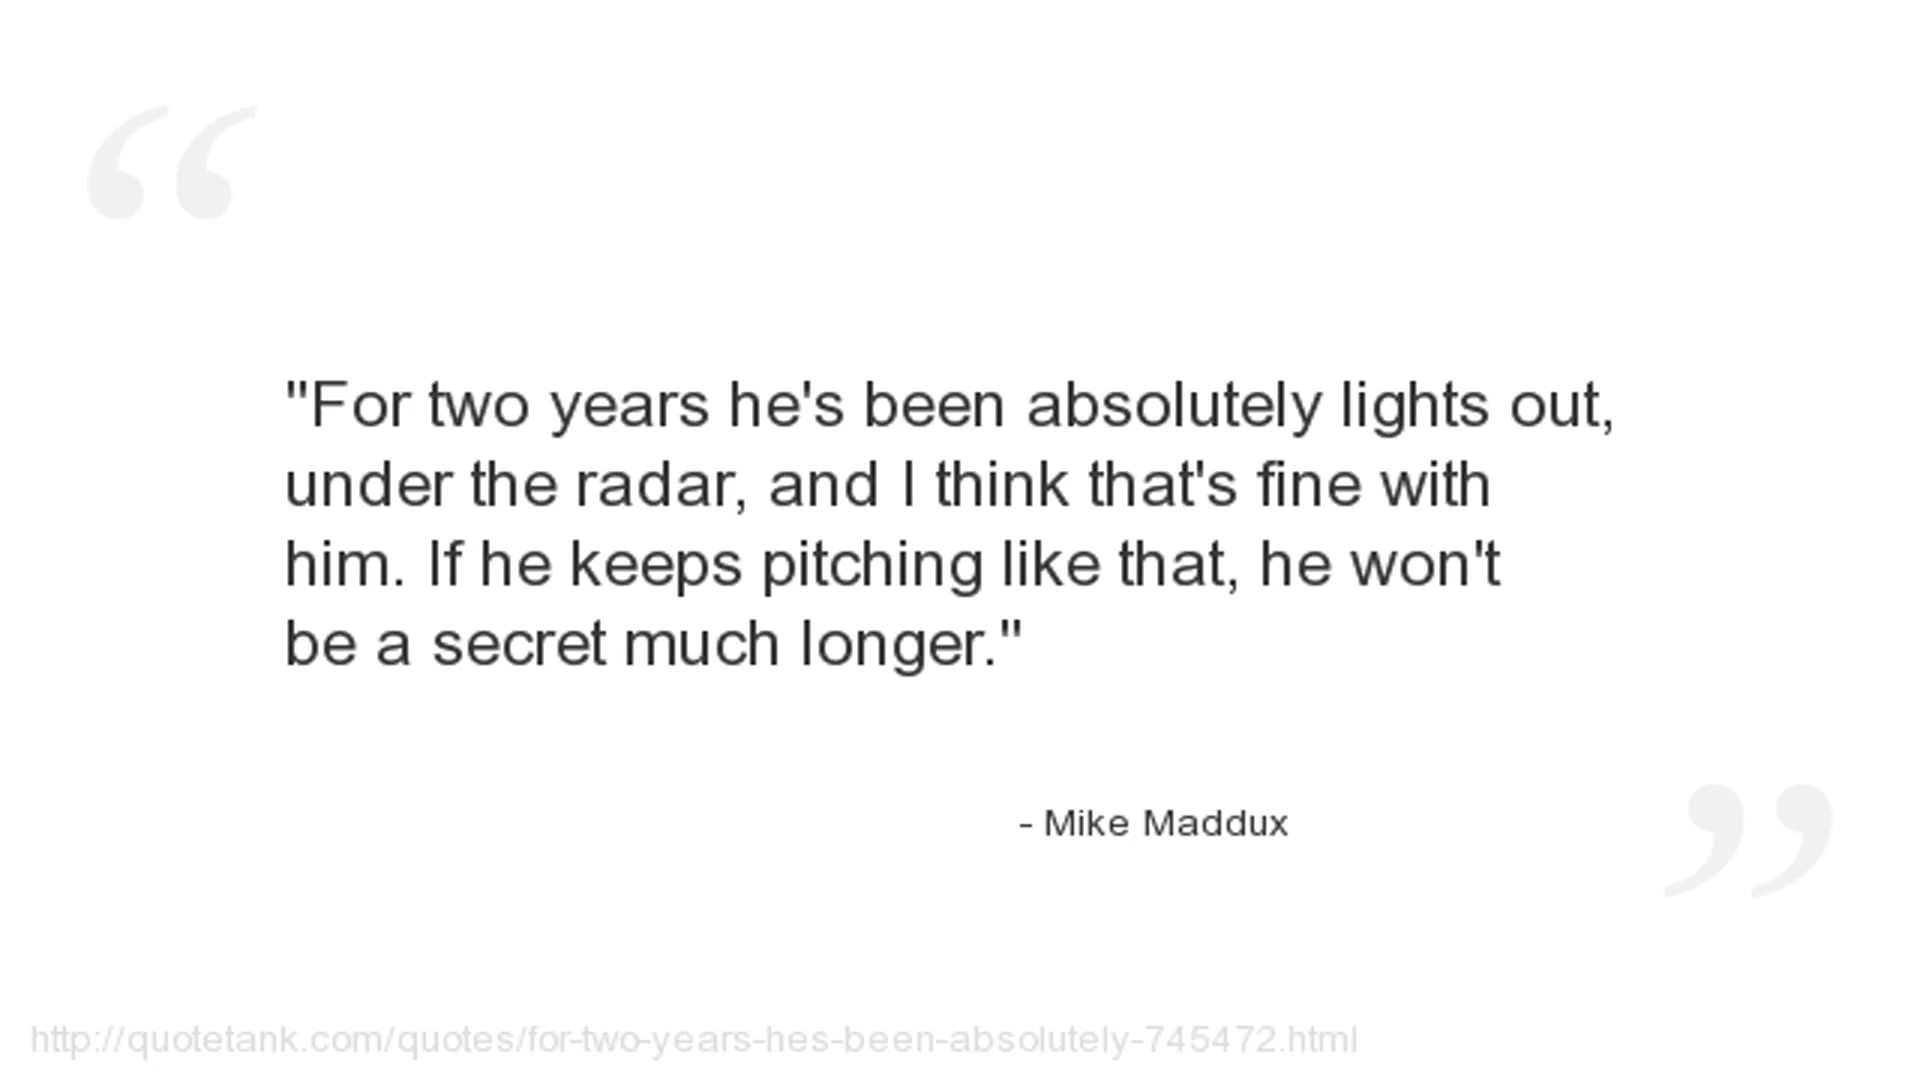 “
"For two years he's been absolutely lights out,
under the radar, and I think that's fine with
him. If he keeps pitching like that, he won't
be a secret much longer."
- Mike Maddux
”
http://quotetank.com/quotes/for-two-years-hes-been-absolutely-745472.html